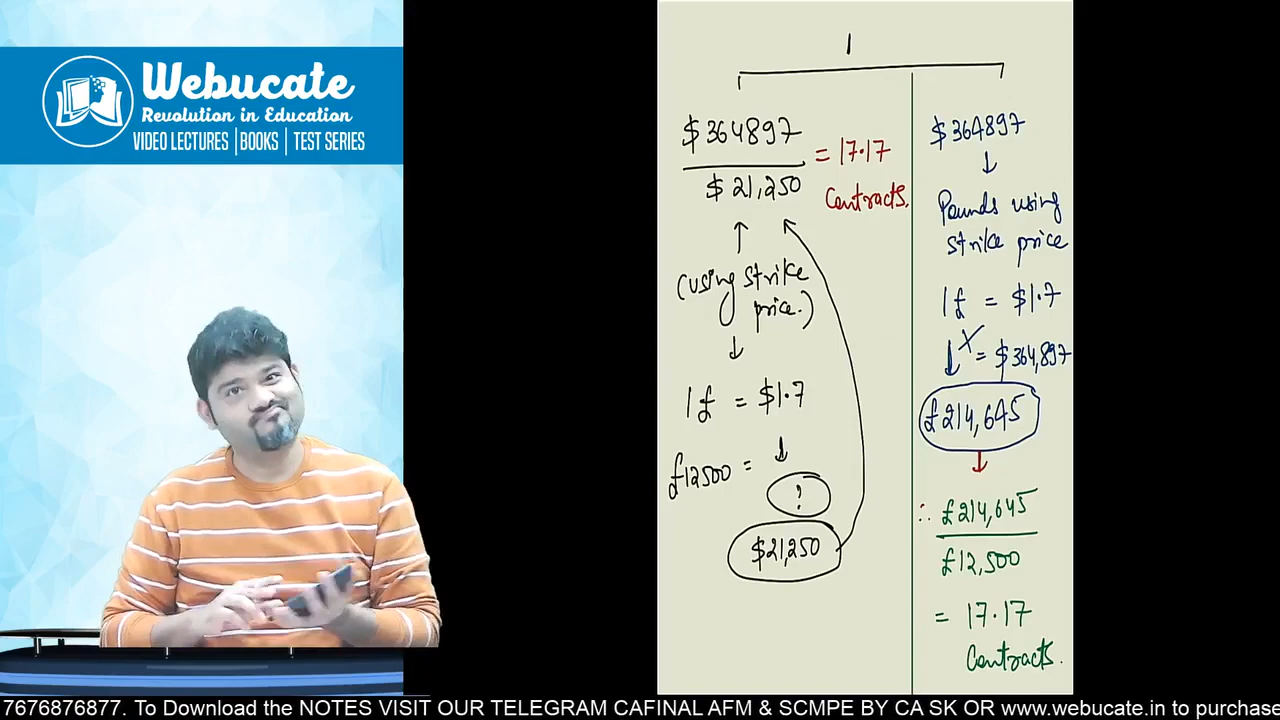 Webucate
Revolution in Education
VIDEO LECTURES | BOOKS | TEST SERIES
1
$364897
$21,250
= 17.17
Contracts.
(using strike
price.)
1£ = $1.7
£12500 =
?
$21,250
$364897
Pounds using
strike price
1£ = $1.7
X = $364,897
£214,645
∴ £214,645
£12,500
= 17.17
Contracts.
7676876877. To Download the NOTES VISIT OUR TELEGRAM CAFINAL AFM & SCMPE BY CA SK OR www.webucate.in to purchase